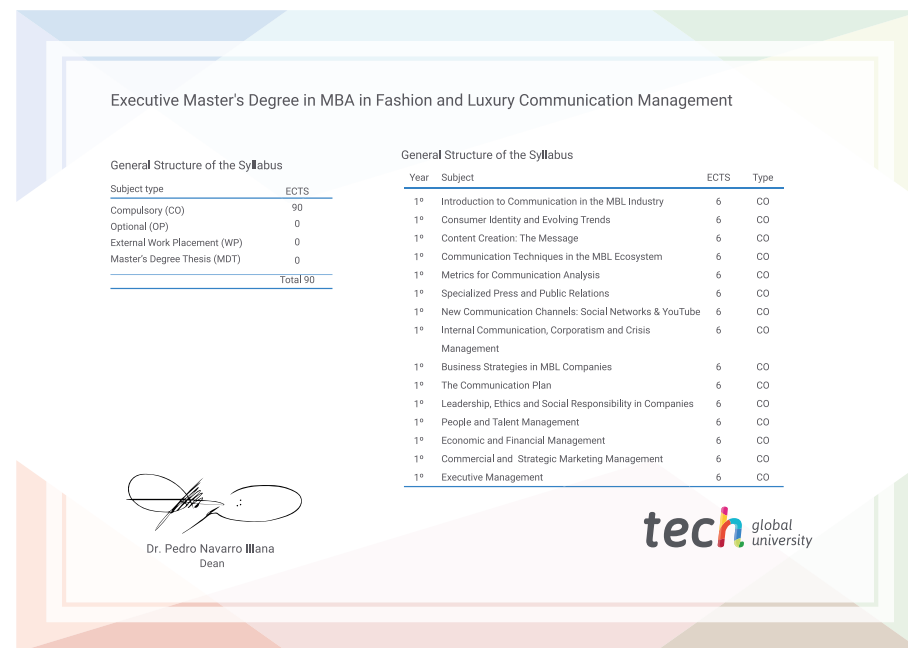 Executive Master's Degree in MBA in Fashion and Luxury Communication Management
General Structure of the Syllabus
Subject type ECTS
Compulsory (CO) 90
Optional (OP) 0
External Work Placement (WP) 0
Master's Degree Thesis (MDT) 0
Total 90
General Structure of the Syllabus
Year Subject ECTS Type
1º Introduction to Communication in the MBL Industry 6 CO
1º Consumer Identity and Evolving Trends 6 CO
1º Content Creation: The Message 6 CO
1º Communication Techniques in the MBL Ecosystem 6 CO
1º Metrics for Communication Analysis 6 CO
1º Specialized Press and Public Relations 6 CO
1º New Communication Channels: Social Networks & YouTube 6 CO
1º Internal Communication, Corporatism and Crisis 6 CO
Management
1º Business Strategies in MBL Companies 6 CO
1º The Communication Plan 6 CO
1º Leadership, Ethics and Social Responsibility in Companies 6 CO
1º People and Talent Management 6 CO
1º Economic and Financial Management 6 CO
1º Commercial and Strategic Marketing Management 6 CO
1º Executive Management 6 CO
Dr. Pedro Navarro Illana
Dean
tech global
university